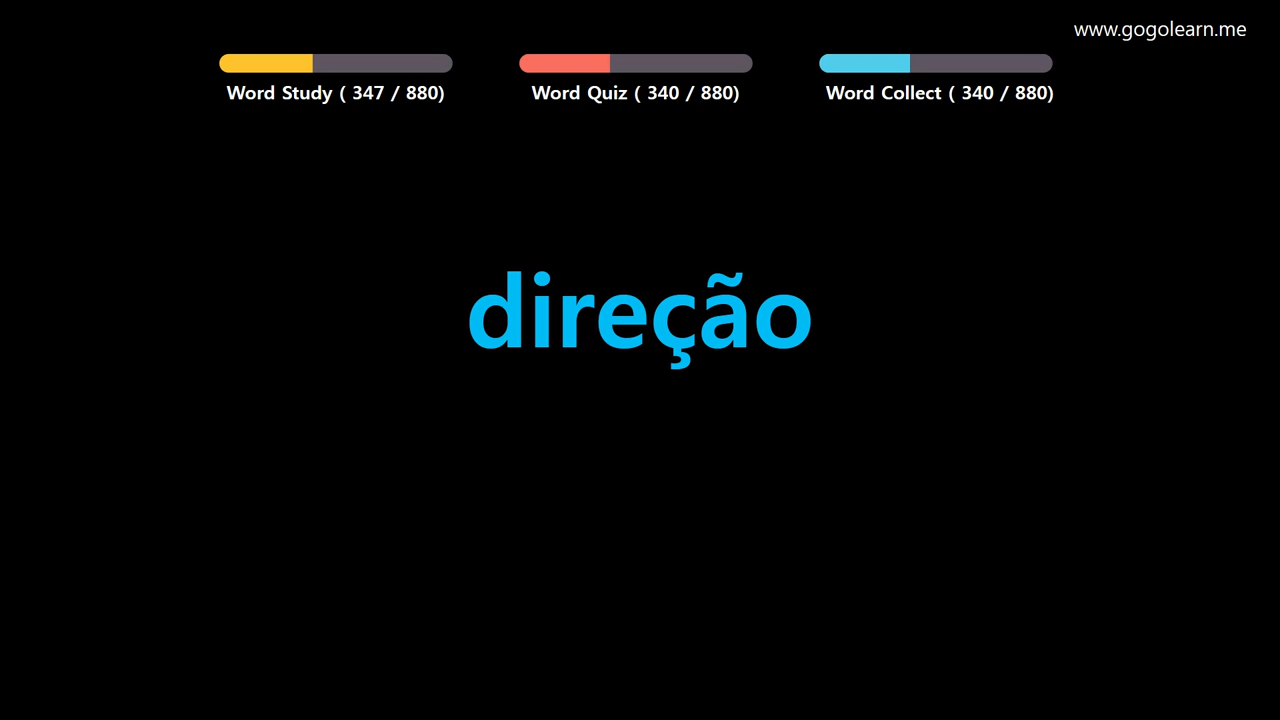 www.gogolearn.me
Word Study ( 347 / 880)
Word Quiz ( 340 / 880)
Word Collect ( 340 / 880)
direção